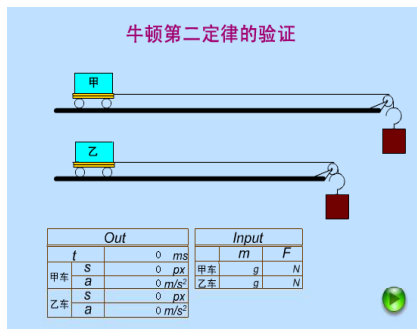 牛顿第二定律的验证
甲
乙
Out
t 0 ms
甲车 s 0 px
a 0 m/s²
乙车 s 0 px
a 0 m/s²
Input
m F
甲车 g N
乙车 g N